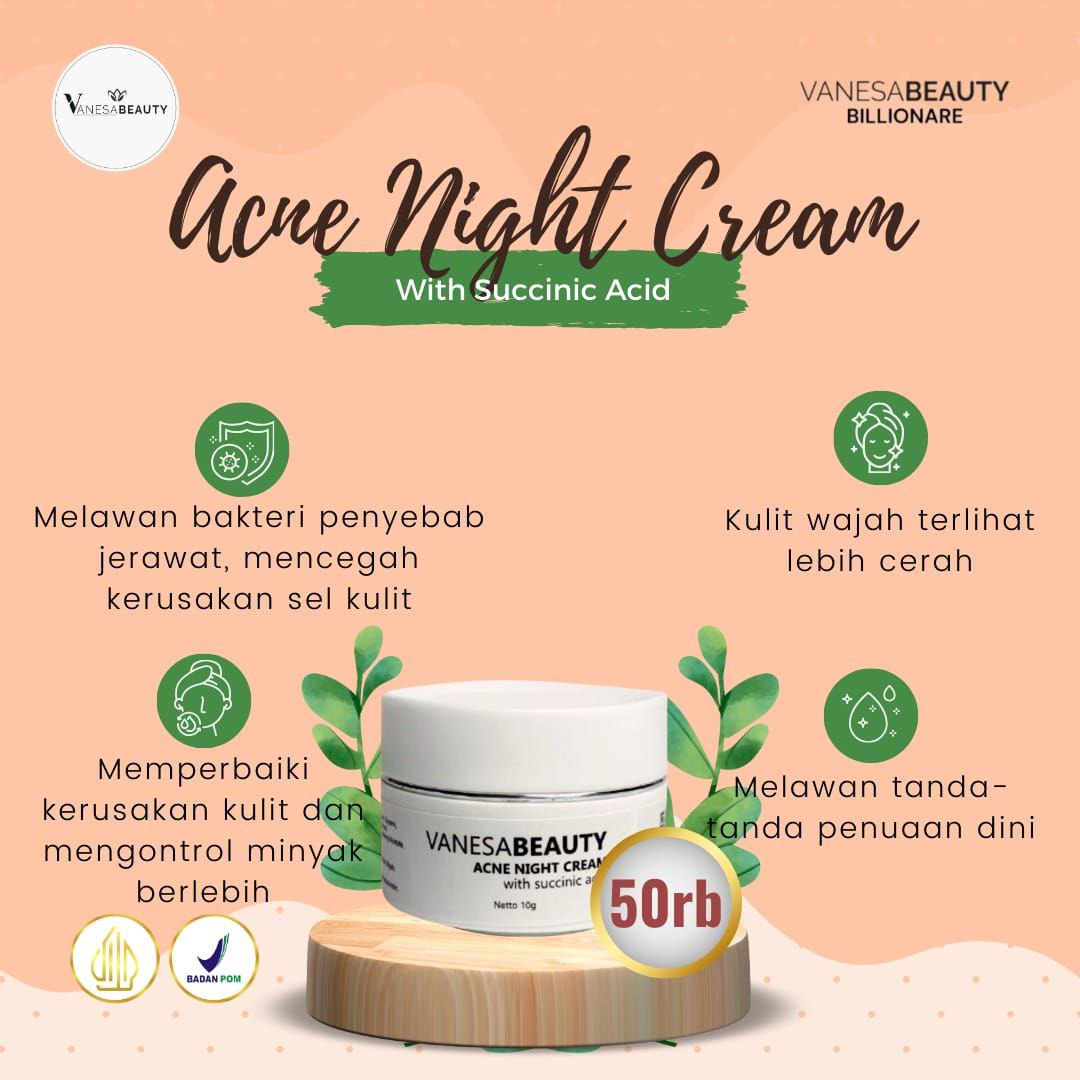 VANESABEAUTY
VANESABEAUTY
BILLIONARE
Acne Night Cream
With Succinic Acid
Melawan bakteri penyebab
jerawat, mencegah
kerusakan sel kulit
Kulit wajah terlihat
lebih cerah
Memperbaiki
kerusakan kulit dan
mengontrol minyak
berlebih
Melawan tanda-
tanda penuaan dini
VANESABEAUTY
ACNE NIGHT CREAM
with succinic
Netto 10g
50rb
BADAN POM